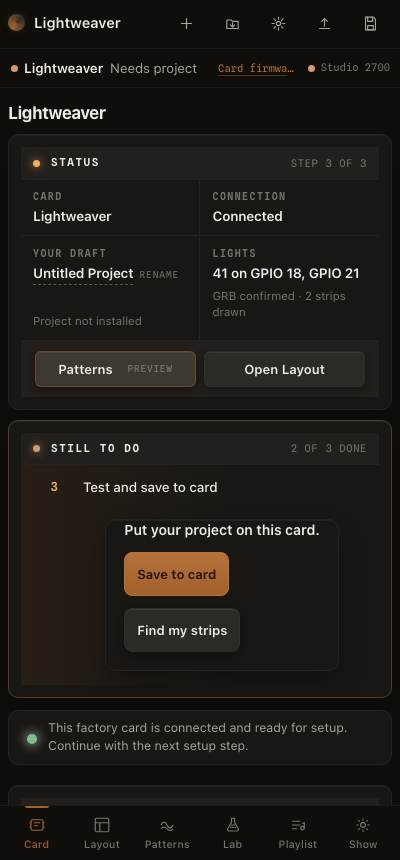 Lightweaver
Lightweaver Needs project Card firmwa… Studio 2700
Lightweaver
STATUS STEP 3 OF 3
CARD CONNECTION
Lightweaver Connected
YOUR DRAFT LIGHTS
Untitled Project RENAME 41 on GPIO 18, GPIO 21
GRB confirmed · 2 strips
drawn
Project not installed
Patterns PREVIEW Open Layout
STILL TO DO 2 OF 3 DONE
3 Test and save to card
Put your project on this card.
Save to card
Find my strips
This factory card is connected and ready for setup.
Continue with the next setup step.
Card Layout Patterns Lab Playlist Show